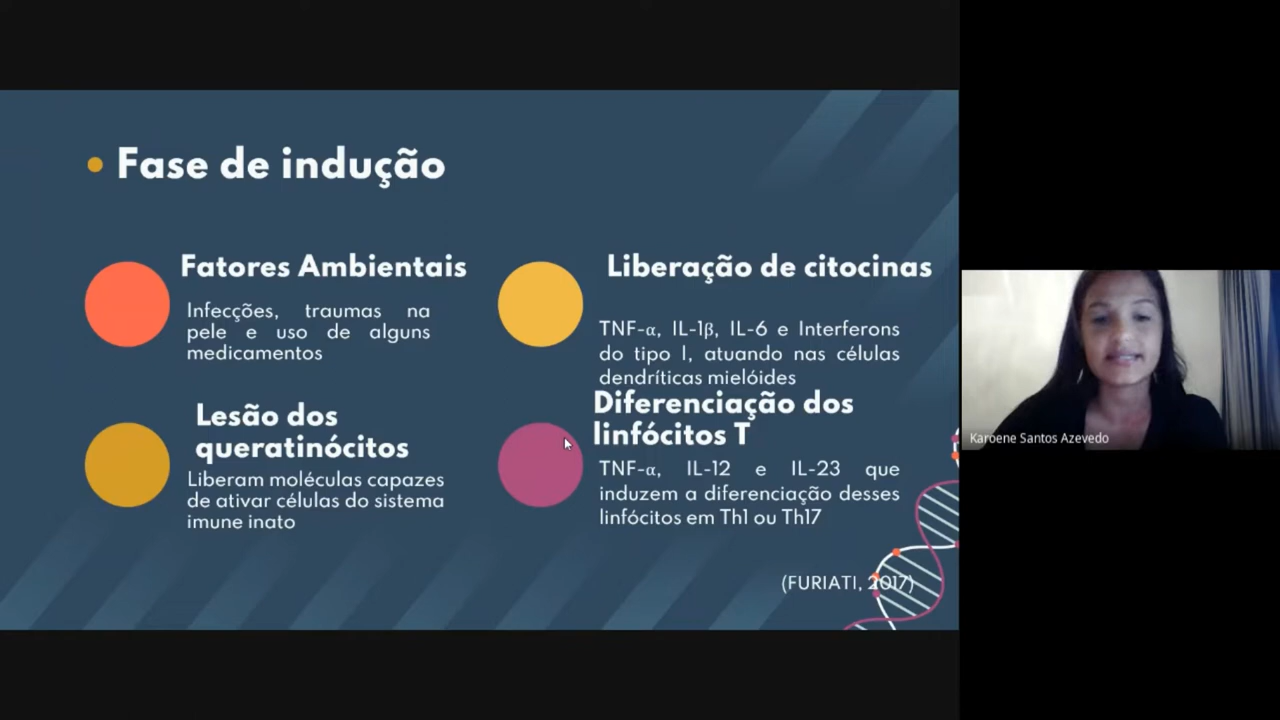 Fase de indução
Fatores Ambientais
Infecções, traumas na
pele e uso de alguns
medicamentos
Liberação de citocinas
TNF-α, IL-1β, IL-6 e Interferons
do tipo I, atuando nas células
dendríticas mielóides
Lesão dos
queratinócitos
Liberam moléculas capazes
de ativar células do sistema
imune inato
Diferenciação dos
linfócitos T
TNF-α, IL-12 e IL-23 que
induzem a diferenciação desses
linfócitos em Th1 ou Th17
(FURIATI, 2017)
Karoene Santos Azevedo